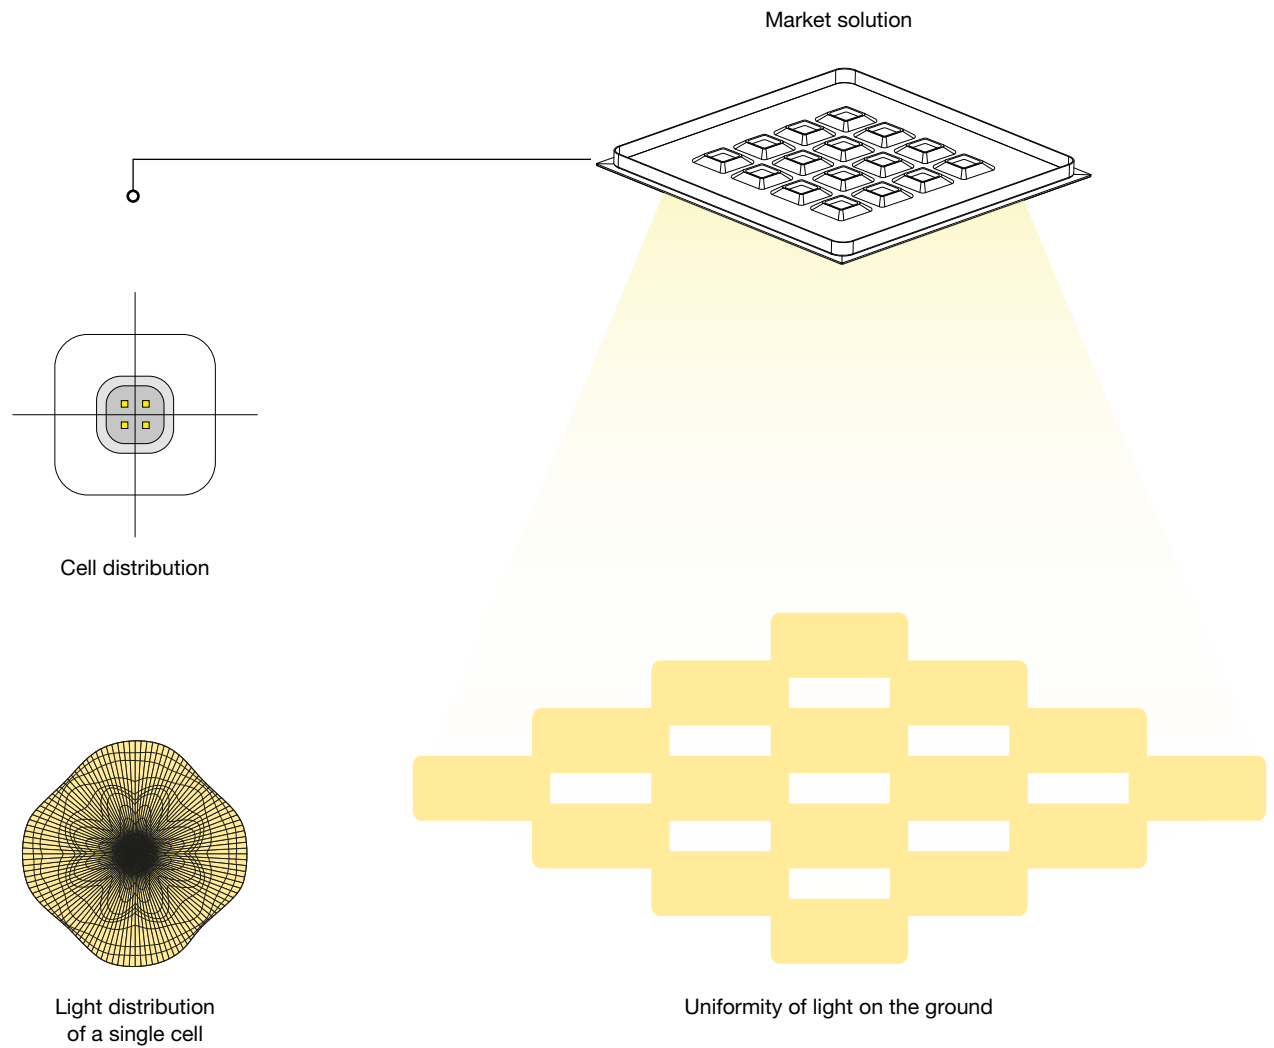 Market solution
Cell distribution
Light distribution
of a single cell
Uniformity of light on the ground